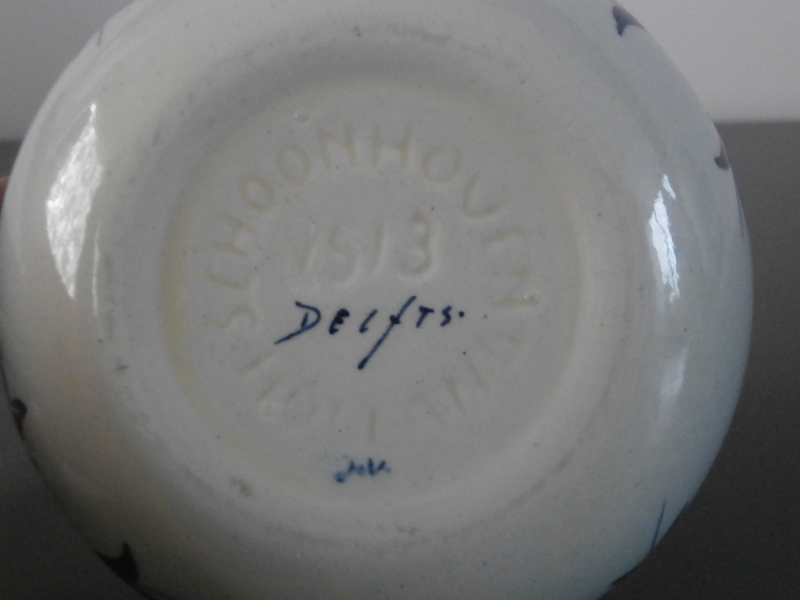 SCHOONHOVEN
1513
DELfTS.
HOLLAND